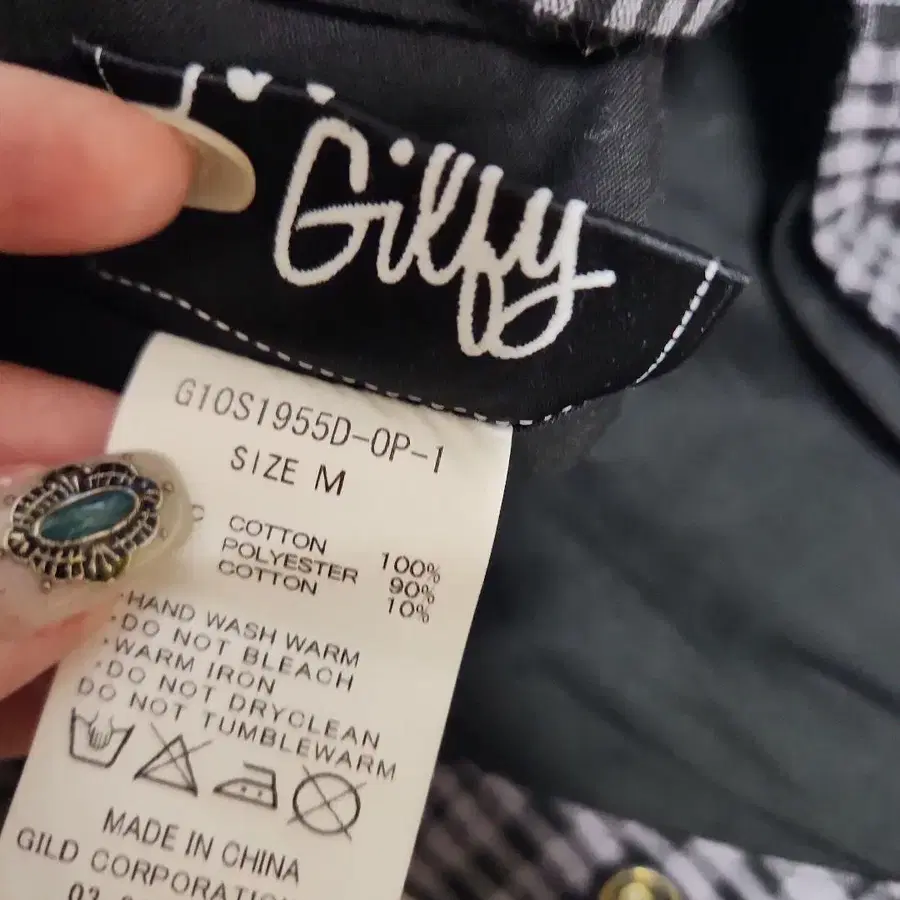 Gilfy
G10S1955D-OP-1
SIZE M
COTTON 100%
POLYESTER 90%
COTTON 10%
·HAND WASH WARM
·DO NOT BLEACH
·WARM IRON
·DO NOT DRYCLEAN
DO NOT TUMBLEWARM
MADE IN CHINA
GILD CORPORATION